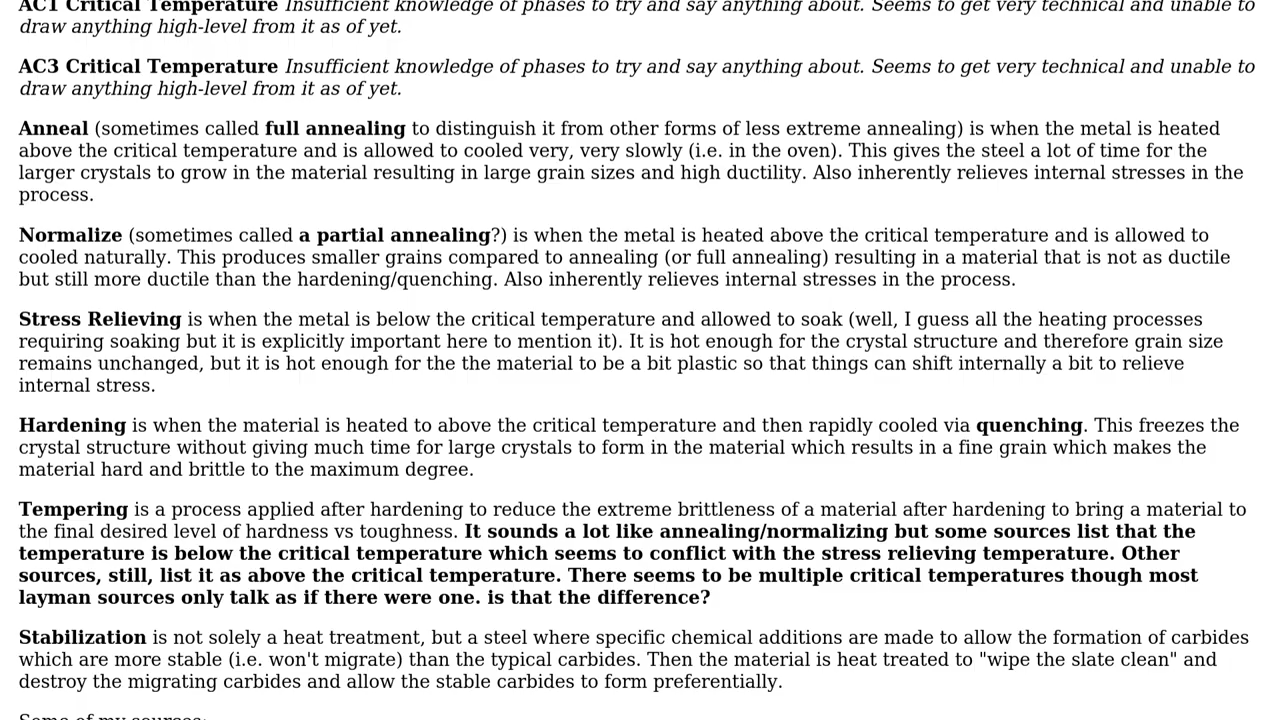 AC1 Critical Temperature Insufficient knowledge of phases to try and say anything about. Seems to get very technical and unable to
draw anything high-level from it as of yet.
AC3 Critical Temperature Insufficient knowledge of phases to try and say anything about. Seems to get very technical and unable to
draw anything high-level from it as of yet.
Anneal (sometimes called full annealing to distinguish it from other forms of less extreme annealing) is when the metal is heated
above the critical temperature and is allowed to cooled very, very slowly (i.e. in the oven). This gives the steel a lot of time for the
larger crystals to grow in the material resulting in large grain sizes and high ductility. Also inherently relieves internal stresses in the
process.
Normalize (sometimes called a partial annealing?) is when the metal is heated above the critical temperature and is allowed to
cooled naturally. This produces smaller grains compared to annealing (or full annealing) resulting in a material that is not as ductile
but still more ductile than the hardening/quenching. Also inherently relieves internal stresses in the process.
Stress Relieving is when the metal is below the critical temperature and allowed to soak (well, I guess all the heating processes
requiring soaking but it is explicitly important here to mention it). It is hot enough for the crystal structure and therefore grain size
remains unchanged, but it is hot enough for the the material to be a bit plastic so that things can shift internally a bit to relieve
internal stress.
Hardening is when the material is heated to above the critical temperature and then rapidly cooled via quenching. This freezes the
crystal structure without giving much time for large crystals to form in the material which results in a fine grain which makes the
material hard and brittle to the maximum degree.
Tempering is a process applied after hardening to reduce the extreme brittleness of a material after hardening to bring a material to
the final desired level of hardness vs toughness. It sounds a lot like annealing/normalizing but some sources list that the
temperature is below the critical temperature which seems to conflict with the stress relieving temperature. Other
sources, still, list it as above the critical temperature. There seems to be multiple critical temperatures though most
layman sources only talk as if there were one. is that the difference?
Stabilization is not solely a heat treatment, but a steel where specific chemical additions are made to allow the formation of carbides
which are more stable (i.e. won't migrate) than the typical carbides. Then the material is heat treated to "wipe the slate clean" and
destroy the migrating carbides and allow the stable carbides to form preferentially.
Some of my sources: